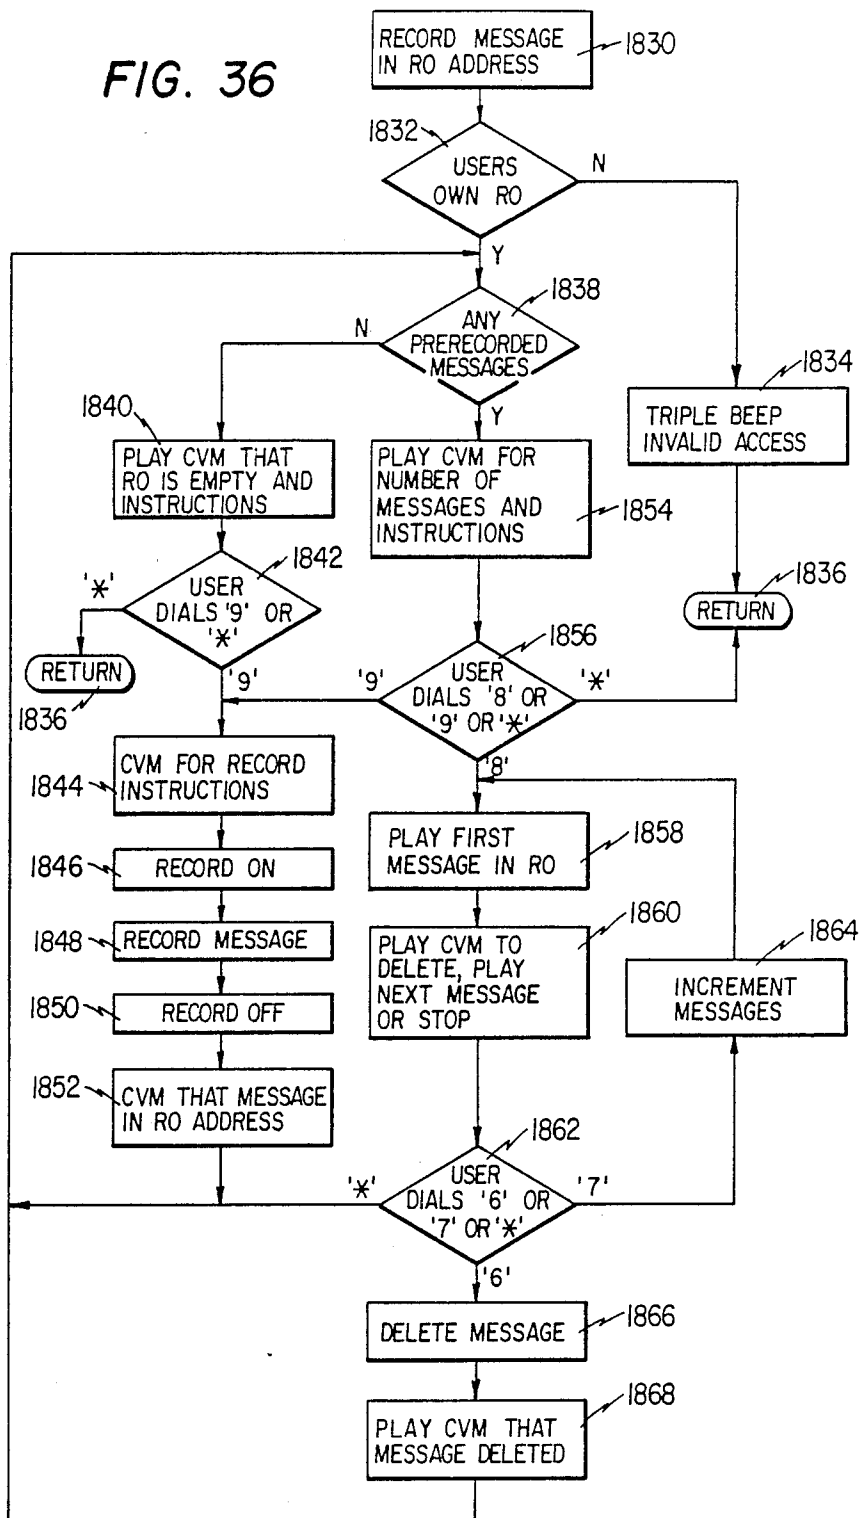 FIG. 36
RECORD MESSAGE
IN RO ADDRESS
1830
1832
USERS
OWN RO
N
Y
1838
ANY
PRERECORDED
MESSAGES
N
Y
1834
TRIPLE BEEP
INVALID ACCESS
1840
PLAY CVM THAT
RO IS EMPTY AND
INSTRUCTIONS
PLAY CVM FOR
NUMBER OF
MESSAGES AND
INSTRUCTIONS
1854
1842
USER
DIALS '9' OR
'*'
'*'
RETURN
1836
'9'
1836
RETURN
1856
USER
DIALS '8' OR
'9' OR '*'
'9'
'*'
'8'
1844
CVM FOR RECORD
INSTRUCTIONS
1846
RECORD ON
1848
RECORD MESSAGE
1850
RECORD OFF
1852
CVM THAT MESSAGE
IN RO ADDRESS
PLAY FIRST
MESSAGE IN RO
1858
1860
PLAY CVM TO
DELETE, PLAY
NEXT MESSAGE
OR STOP
1864
INCREMENT
MESSAGES
1862
USER
DIALS '6' OR
'7' OR '*'
'*'
'7'
'6'
DELETE MESSAGE
1866
PLAY CVM THAT
MESSAGE DELETED
1868